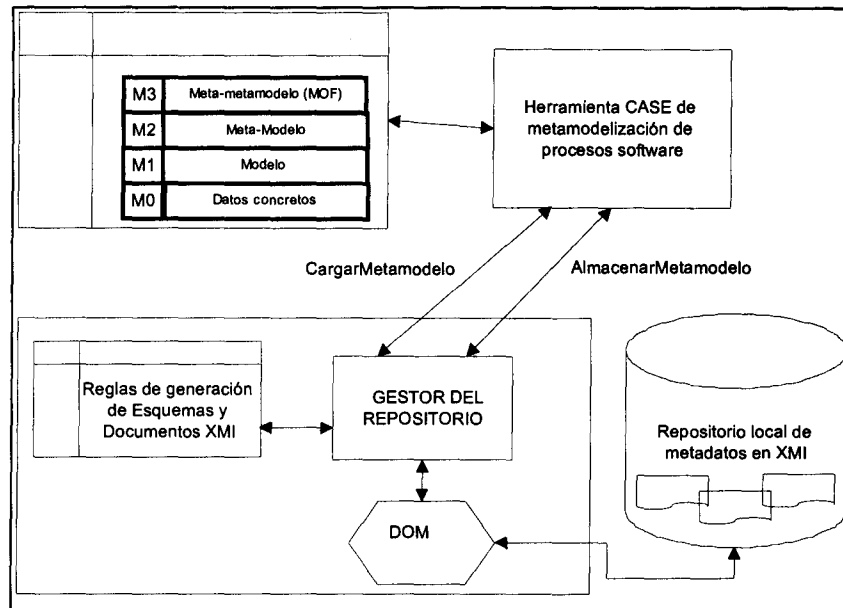 M3 Meta-metamodelo (MOF)
M2 Meta-Modelo
M1 Modelo
M0 Datos concretos
Herramienta CASE de
metamodelización de
procesos software
CargarMetamodelo
AlmacenarMetamodelo
Reglas de generación
de Esquemas y
Documentos XMI
GESTOR DEL
REPOSITORIO
Repositorio local de
metadatos en XMI
DOM